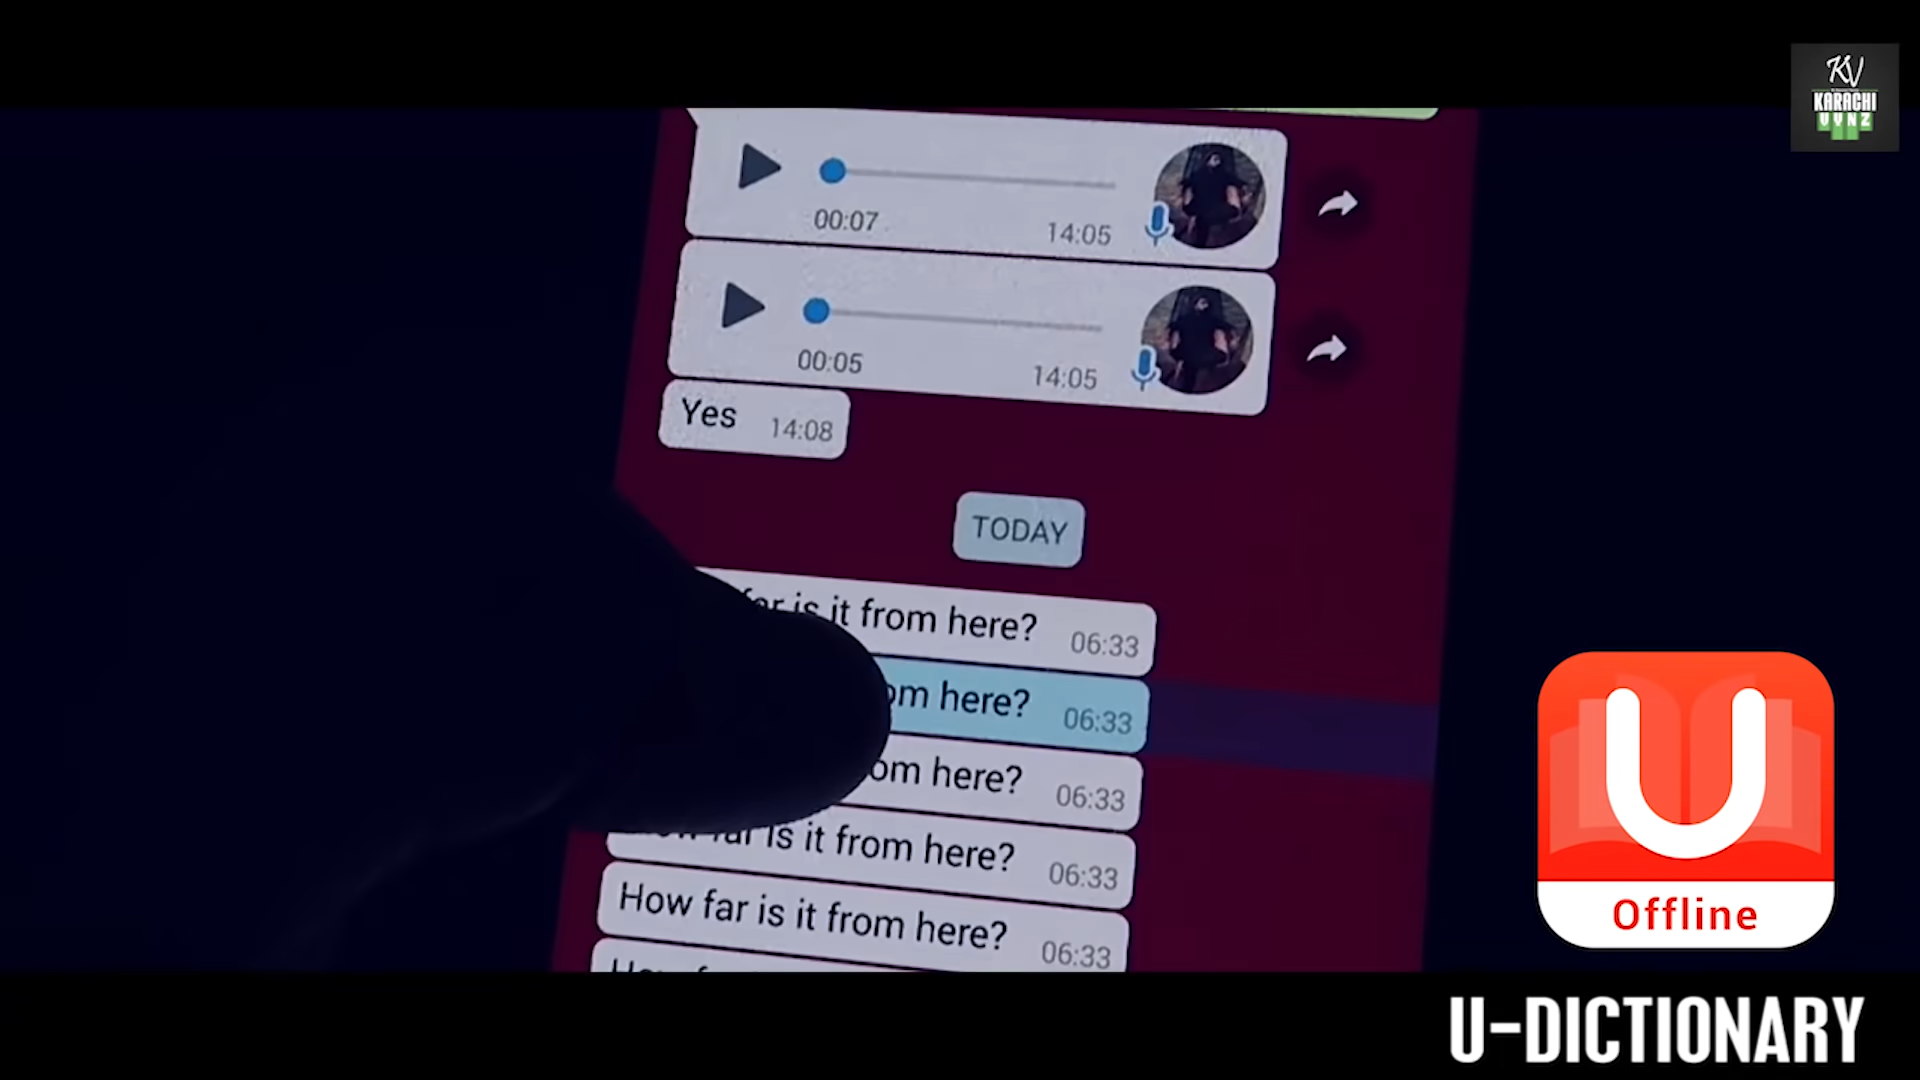 KV
KARACHI
VYNZ
00:07 14:05
00:05 14:05
Yes 14:08
TODAY
is it from here? 06:33
here? 06:33
here? 06:33
is it from here? 06:33
How far is it from here? 06:33
U
Offline
U-DICTIONARY